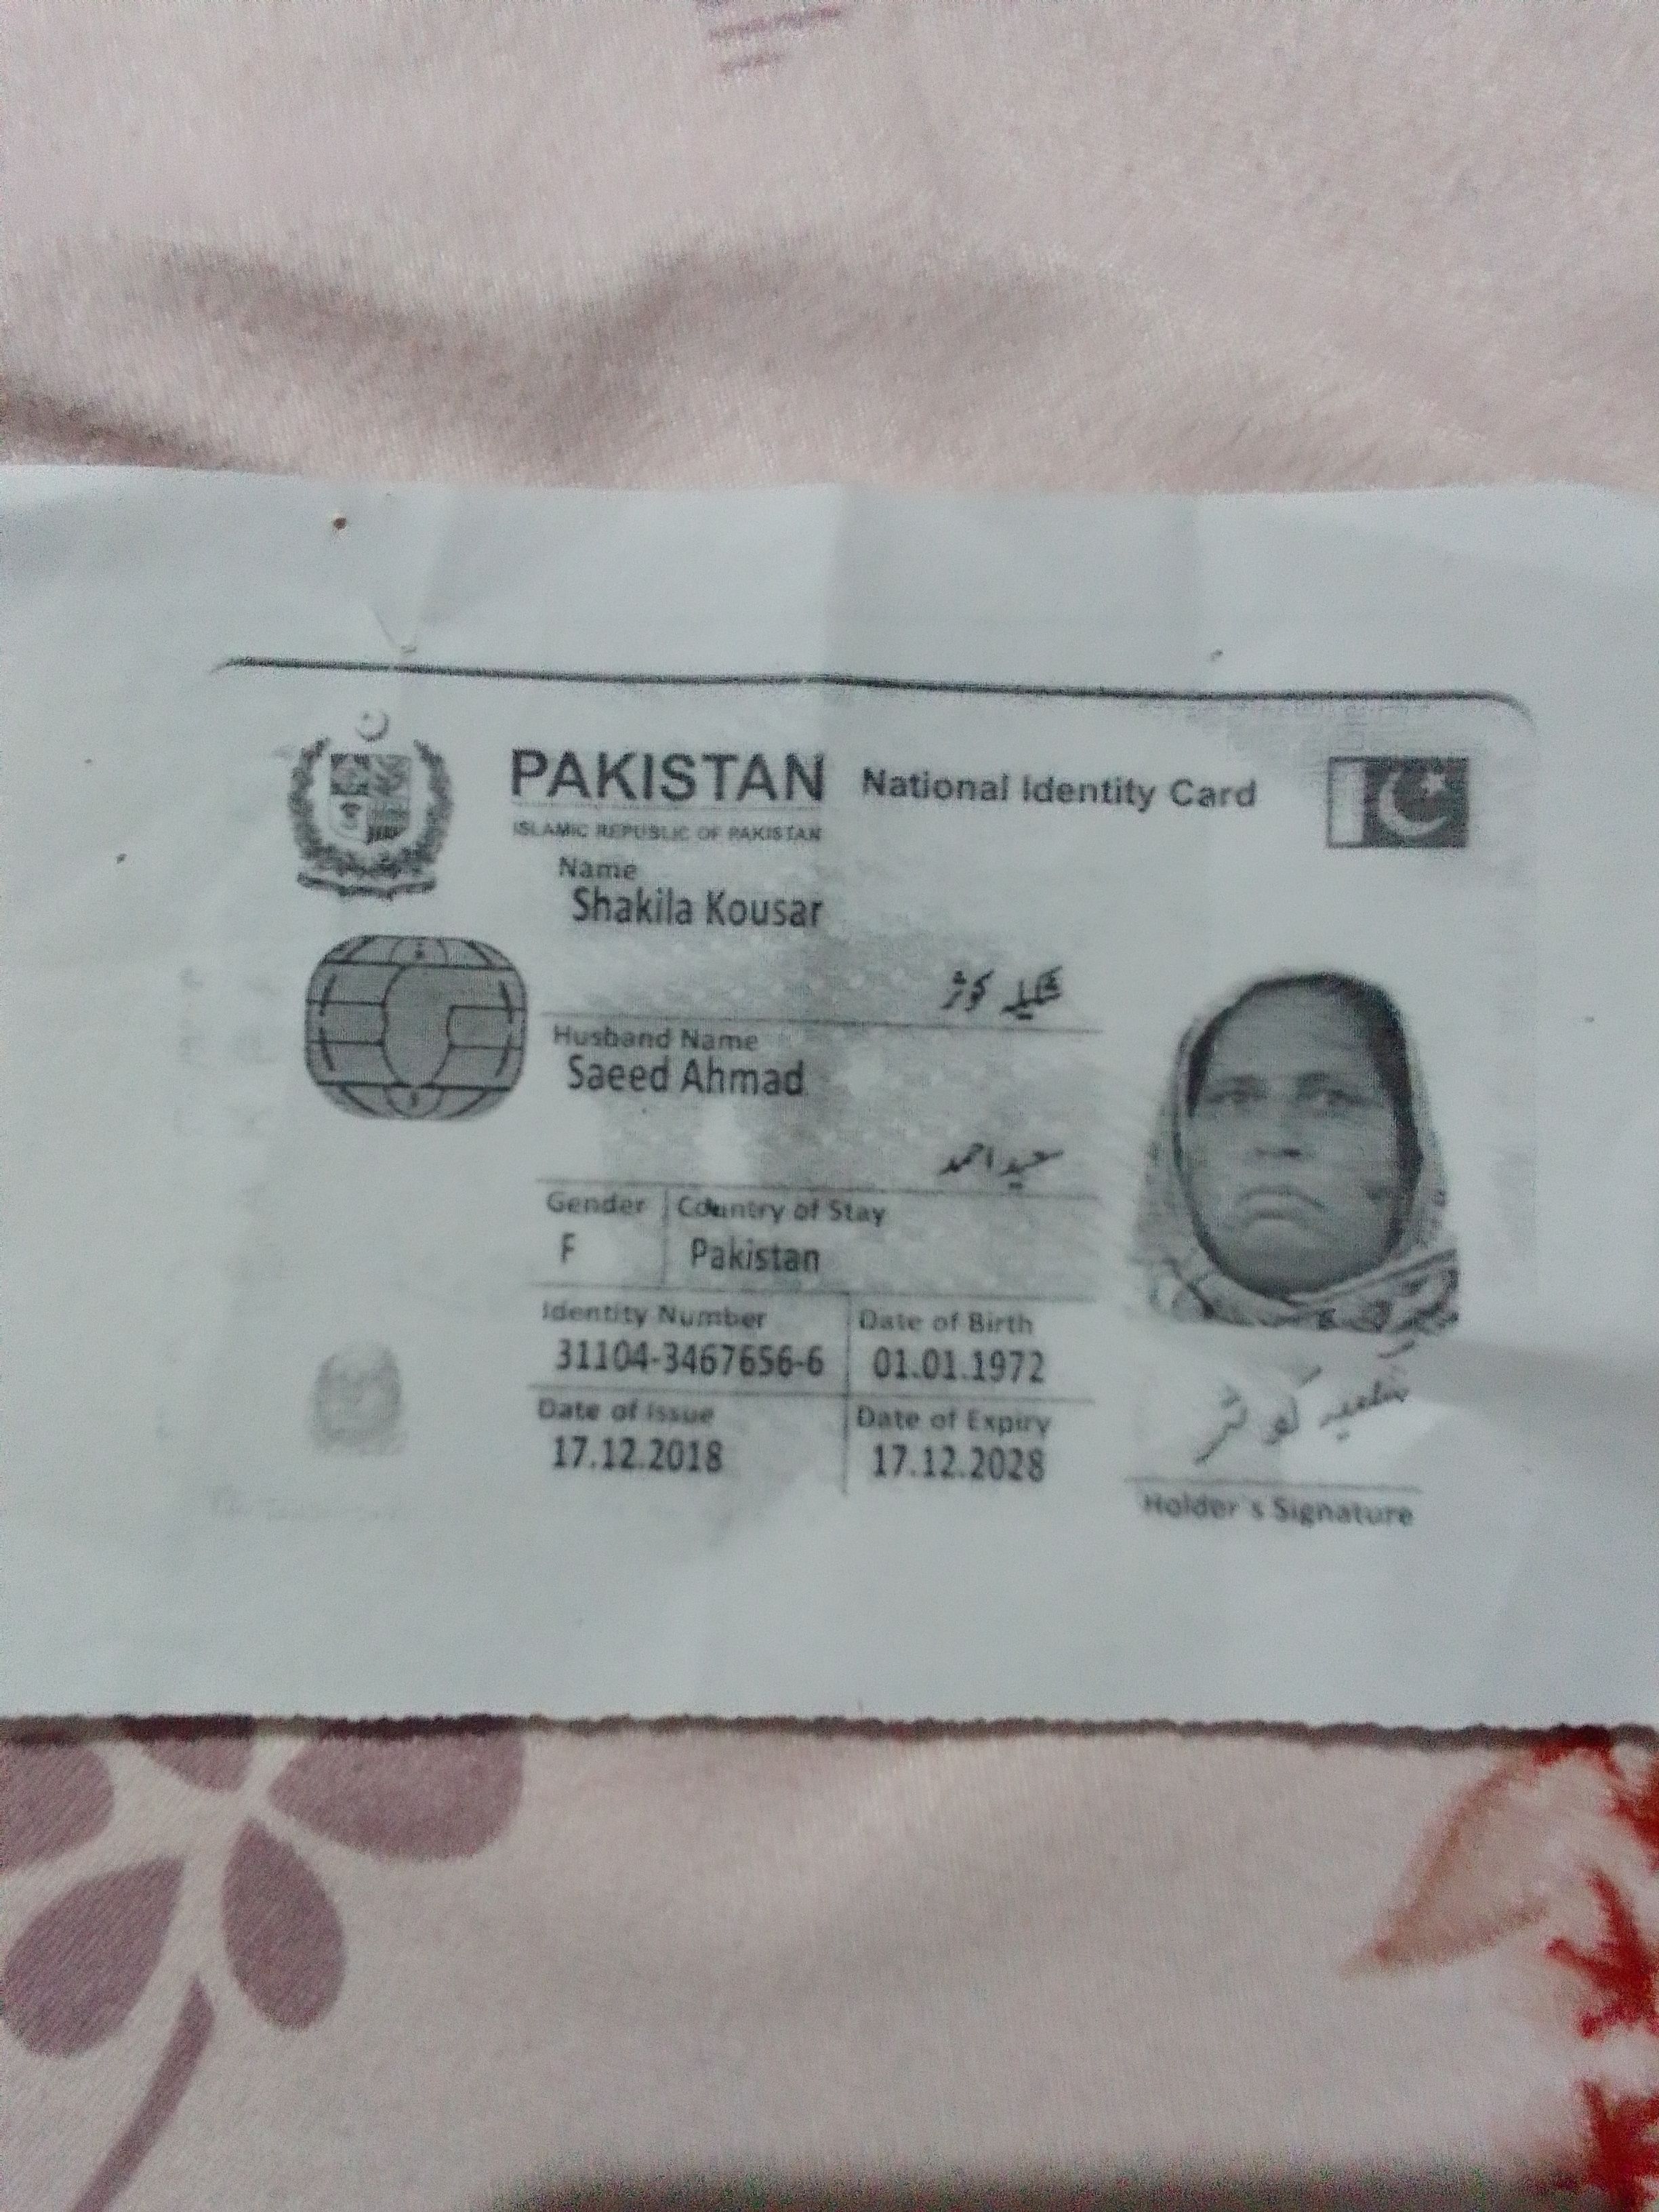 PAKISTAN National Identity Card
ISLAMIC REPUBLIC OF PAKISTAN
Name
Shakila Kousar
شکیلہ کوثر
Husband Name
Saeed Ahmad
سعید احمد
Gender Country of Stay
F Pakistan
Identity Number Date of Birth
31104-3467656-6 01.01.1972
Date of Issue Date of Expiry
17.12.2018 17.12.2028
Holder's Signature